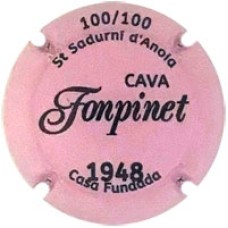 100/100
St Sadurní d'Anoia
CAVA
Fonpinet
1948
Casa Fundada